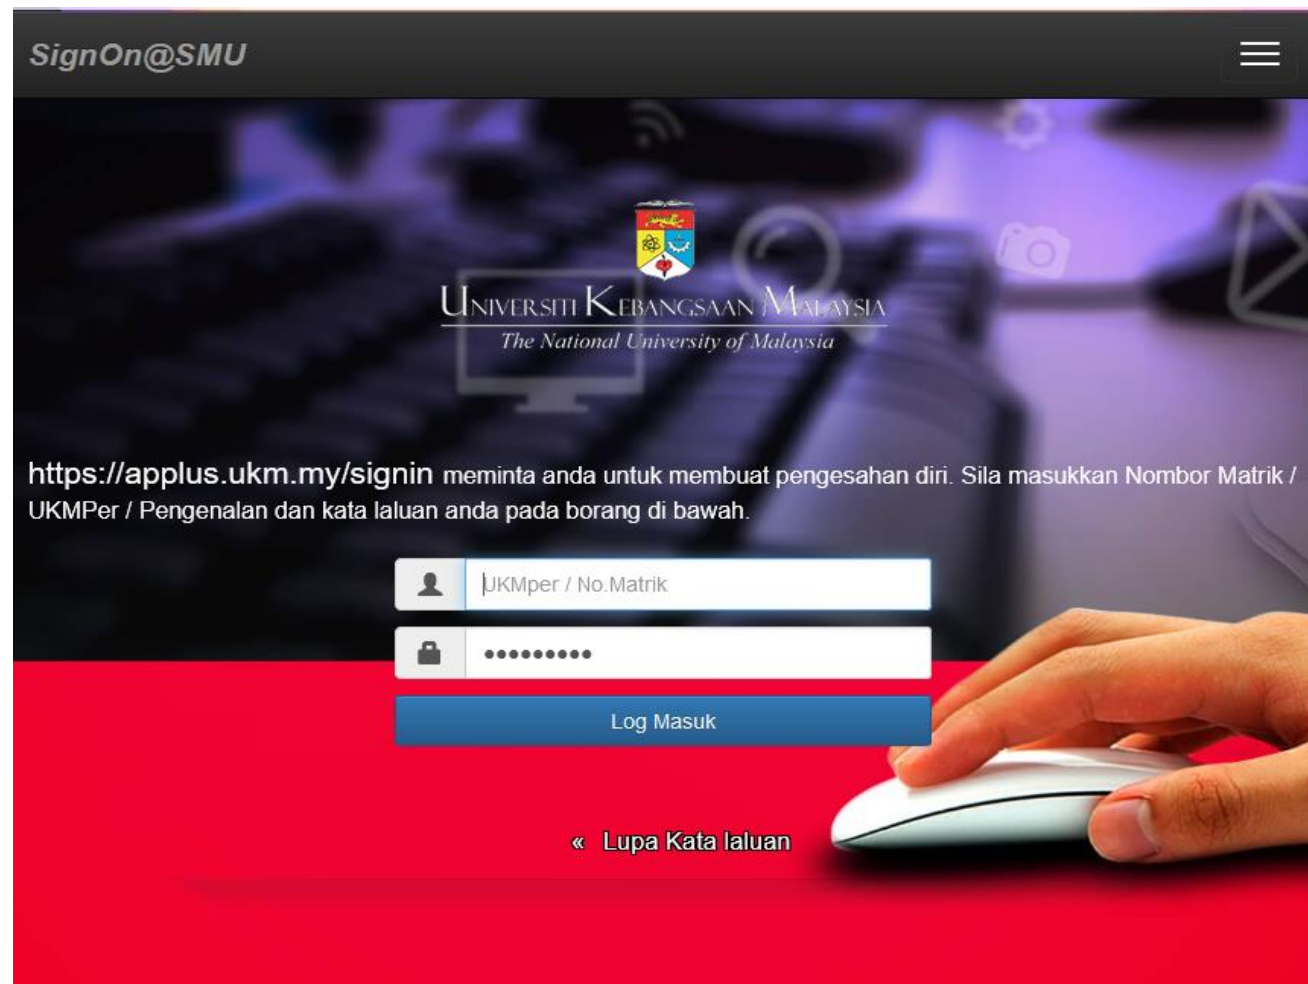 SignOn@SMU
UNIVERSITI KEBANGSAAN MALAYSIA
The National University of Malaysia
https://applus.ukm.my/signin meminta anda untuk membuat pengesahan diri. Sila masukkan Nombor Matrik /
UKMPer / Pengenalan dan kata laluan anda pada borang di bawah.
UKMper / No.Matrik
•••••••••
Log Masuk
« Lupa Kata laluan